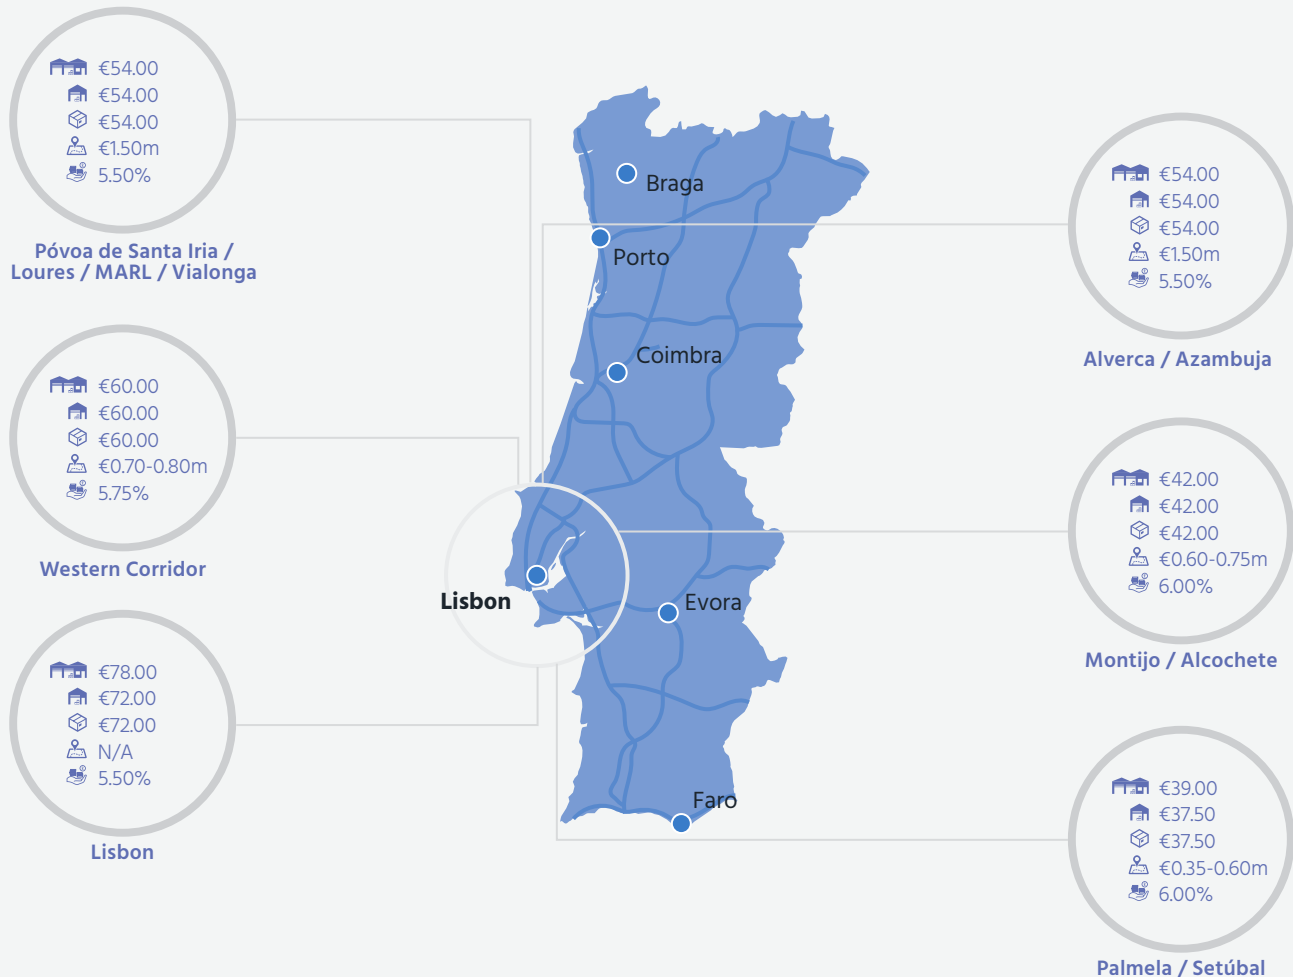 €54.00
€54.00
€54.00
€1.50m
5.50%
Póvoa de Santa Iria /
Loures / MARL / Vialonga
€60.00
€60.00
€60.00
€0.70-0.80m
5.75%
Western Corridor
€78.00
€72.00
€72.00
N/A
5.50%
Lisbon
Braga
Porto
Coimbra
Lisbon
Evora
Faro
€54.00
€54.00
€54.00
€1.50m
5.50%
Alverca / Azambuja
€42.00
€42.00
€42.00
€0.60-0.75m
6.00%
Montijo / Alcochete
€39.00
€37.50
€37.50
€0.35-0.60m
6.00%
Palmela / Setúbal